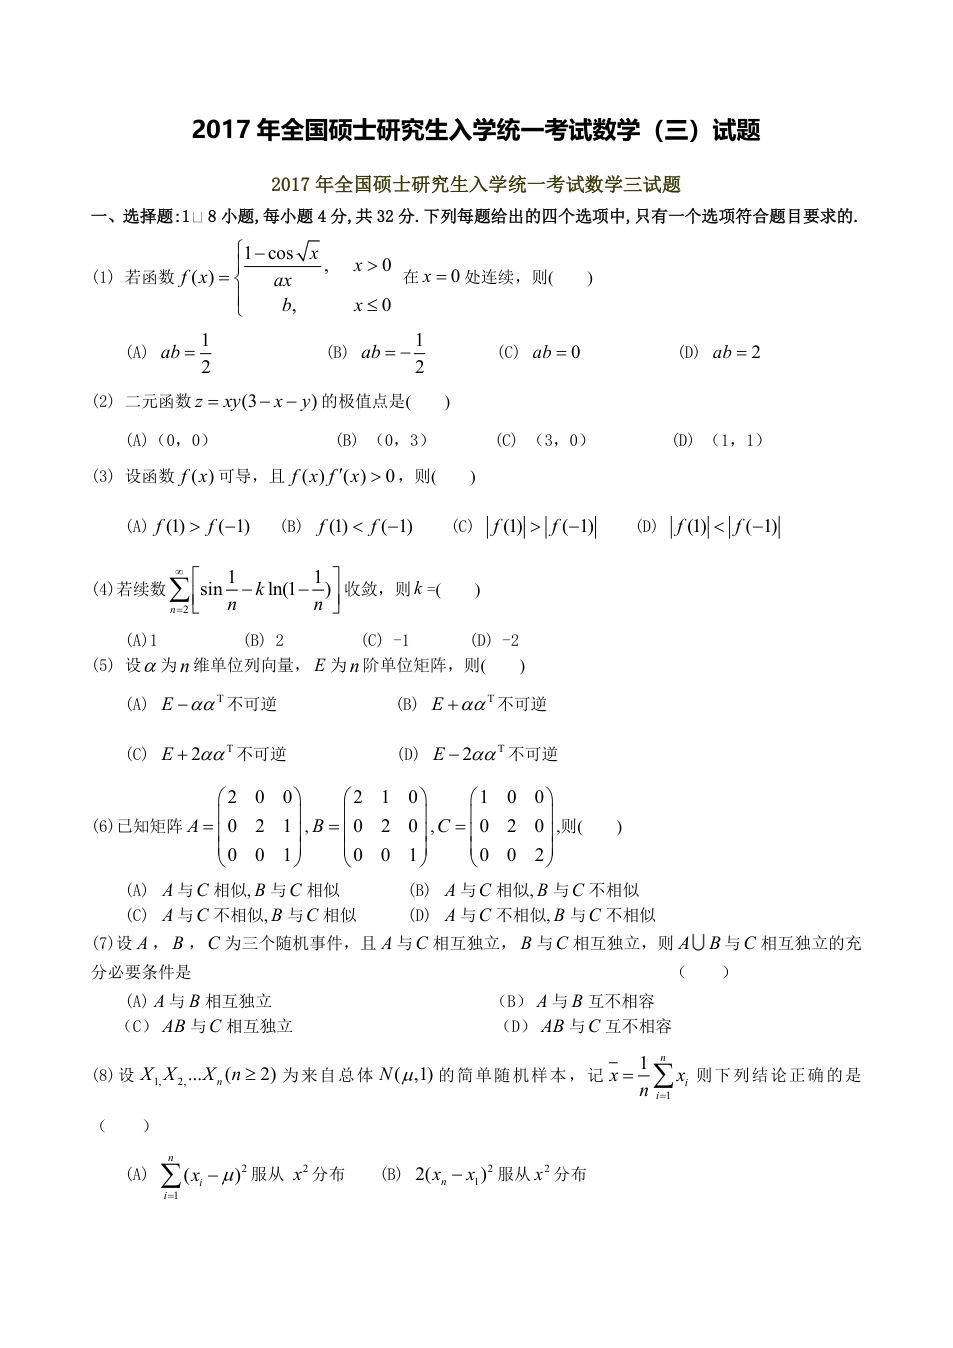 2017 年全国硕士研究生入学统一考试数学（三）试题
2017 年全国硕士研究生入学统一考试数学三试题
一、选择题:1□ 8 小题,每小题 4 分,共 32 分.下列每题给出的四个选项中,只有一个选项符合题目要求的.
(1) 若函数 f(x) = { (1−cos √x)/(ax), x > 0; b, x ≤ 0 在 x = 0 处连续，则( )
(A) ab = 1/2 (B) ab = −1/2 (C) ab = 0 (D) ab = 2
(2) 二元函数 z = xy(3 − x − y) 的极值点是( )
(A)（0，0） (B) （0，3） (C) （3，0） (D) （1，1）
(3) 设函数 f(x) 可导，且 f(x)f′(x) > 0，则( )
(A) f(1) > f(−1) (B) f(1) < f(−1) (C) |f(1)| > |f(−1)| (D) |f(1)| < |f(−1)|
(4)若续数 ∑_{n=2}^{∞} [sin 1/n − k ln(1 − 1/n)] 收敛，则 k =( )
(A)1 (B) 2 (C) -1 (D) -2
(5) 设 α 为 n 维单位列向量，E 为 n 阶单位矩阵，则( )
(A) E − αα^T 不可逆 (B) E + αα^T 不可逆
(C) E + 2αα^T 不可逆 (D) E − 2αα^T 不可逆
(6)已知矩阵 A = (2 0 0; 0 2 1; 0 0 1), B = (2 1 0; 0 2 0; 0 0 1), C = (1 0 0; 0 2 0; 0 0 2),则( )
(A) A 与 C 相似, B 与 C 相似 (B) A 与 C 相似, B 与 C 不相似
(C) A 与 C 不相似, B 与 C 相似 (D) A 与 C 不相似, B 与 C 不相似
(7)设 A，B，C 为三个随机事件，且 A 与 C 相互独立，B 与 C 相互独立，则 A∪B 与 C 相互独立的充
分必要条件是 （ ）
(A) A 与 B 相互独立 （B）A 与 B 互不相容
（C）AB 与 C 相互独立 （D）AB 与 C 互不相容
(8) 设 X_{1,} X_{2,} ...X_n (n ≥ 2) 为来自总体 N(μ,1) 的简单随机样本，记 x̄ = 1/n ∑_{i=1}^{n} x_i 则下列结论正确的是
（ ）
(A) ∑_{i=1}^{n} (x_i − μ)² 服从 x² 分布 (B) 2(x_n − x_1)² 服从 x² 分布